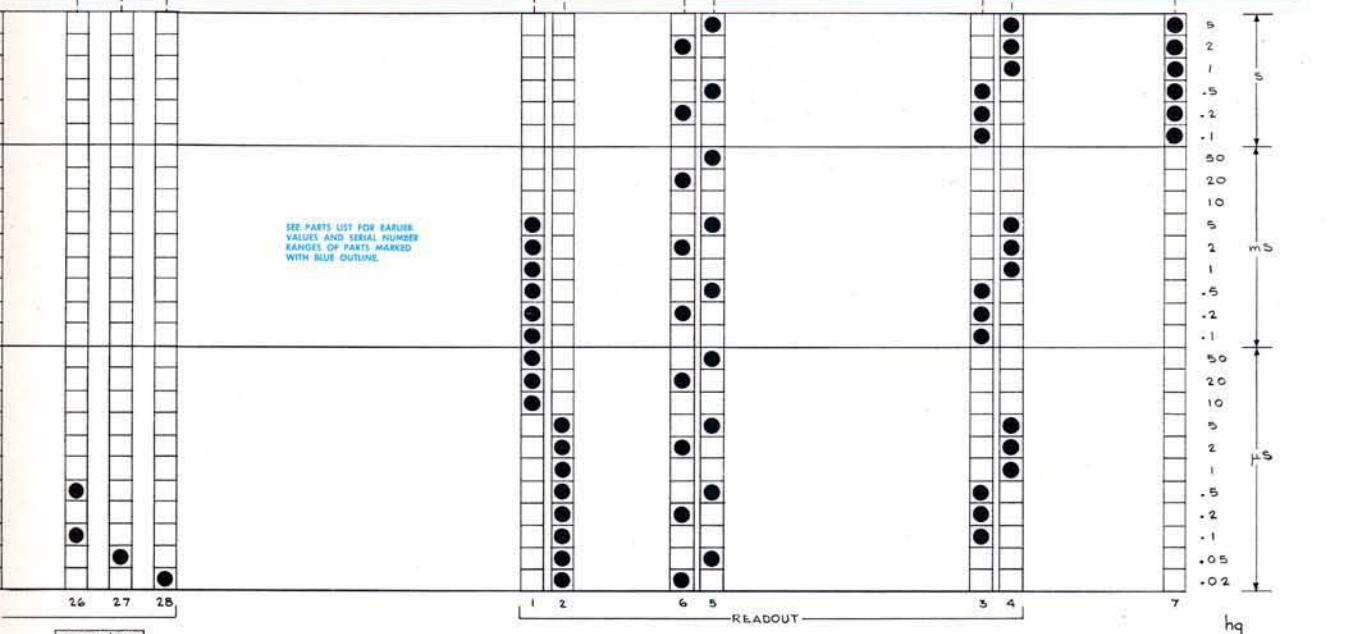 5
2
1
.5
.2
.1
S
50
20
10
5
2
1
.5
.2
.1
mS
SEE PARTS LIST FOR EARLIER
VALUES AND SERIAL NUMBER
RANGES OF PARTS MARKED
WITH BLUE OUTLINE.
50
20
10
5
2
1
.5
.2
.1
.05
.02
µS
26 27 28 1 2 6 5 3 4 7
READOUT
hq